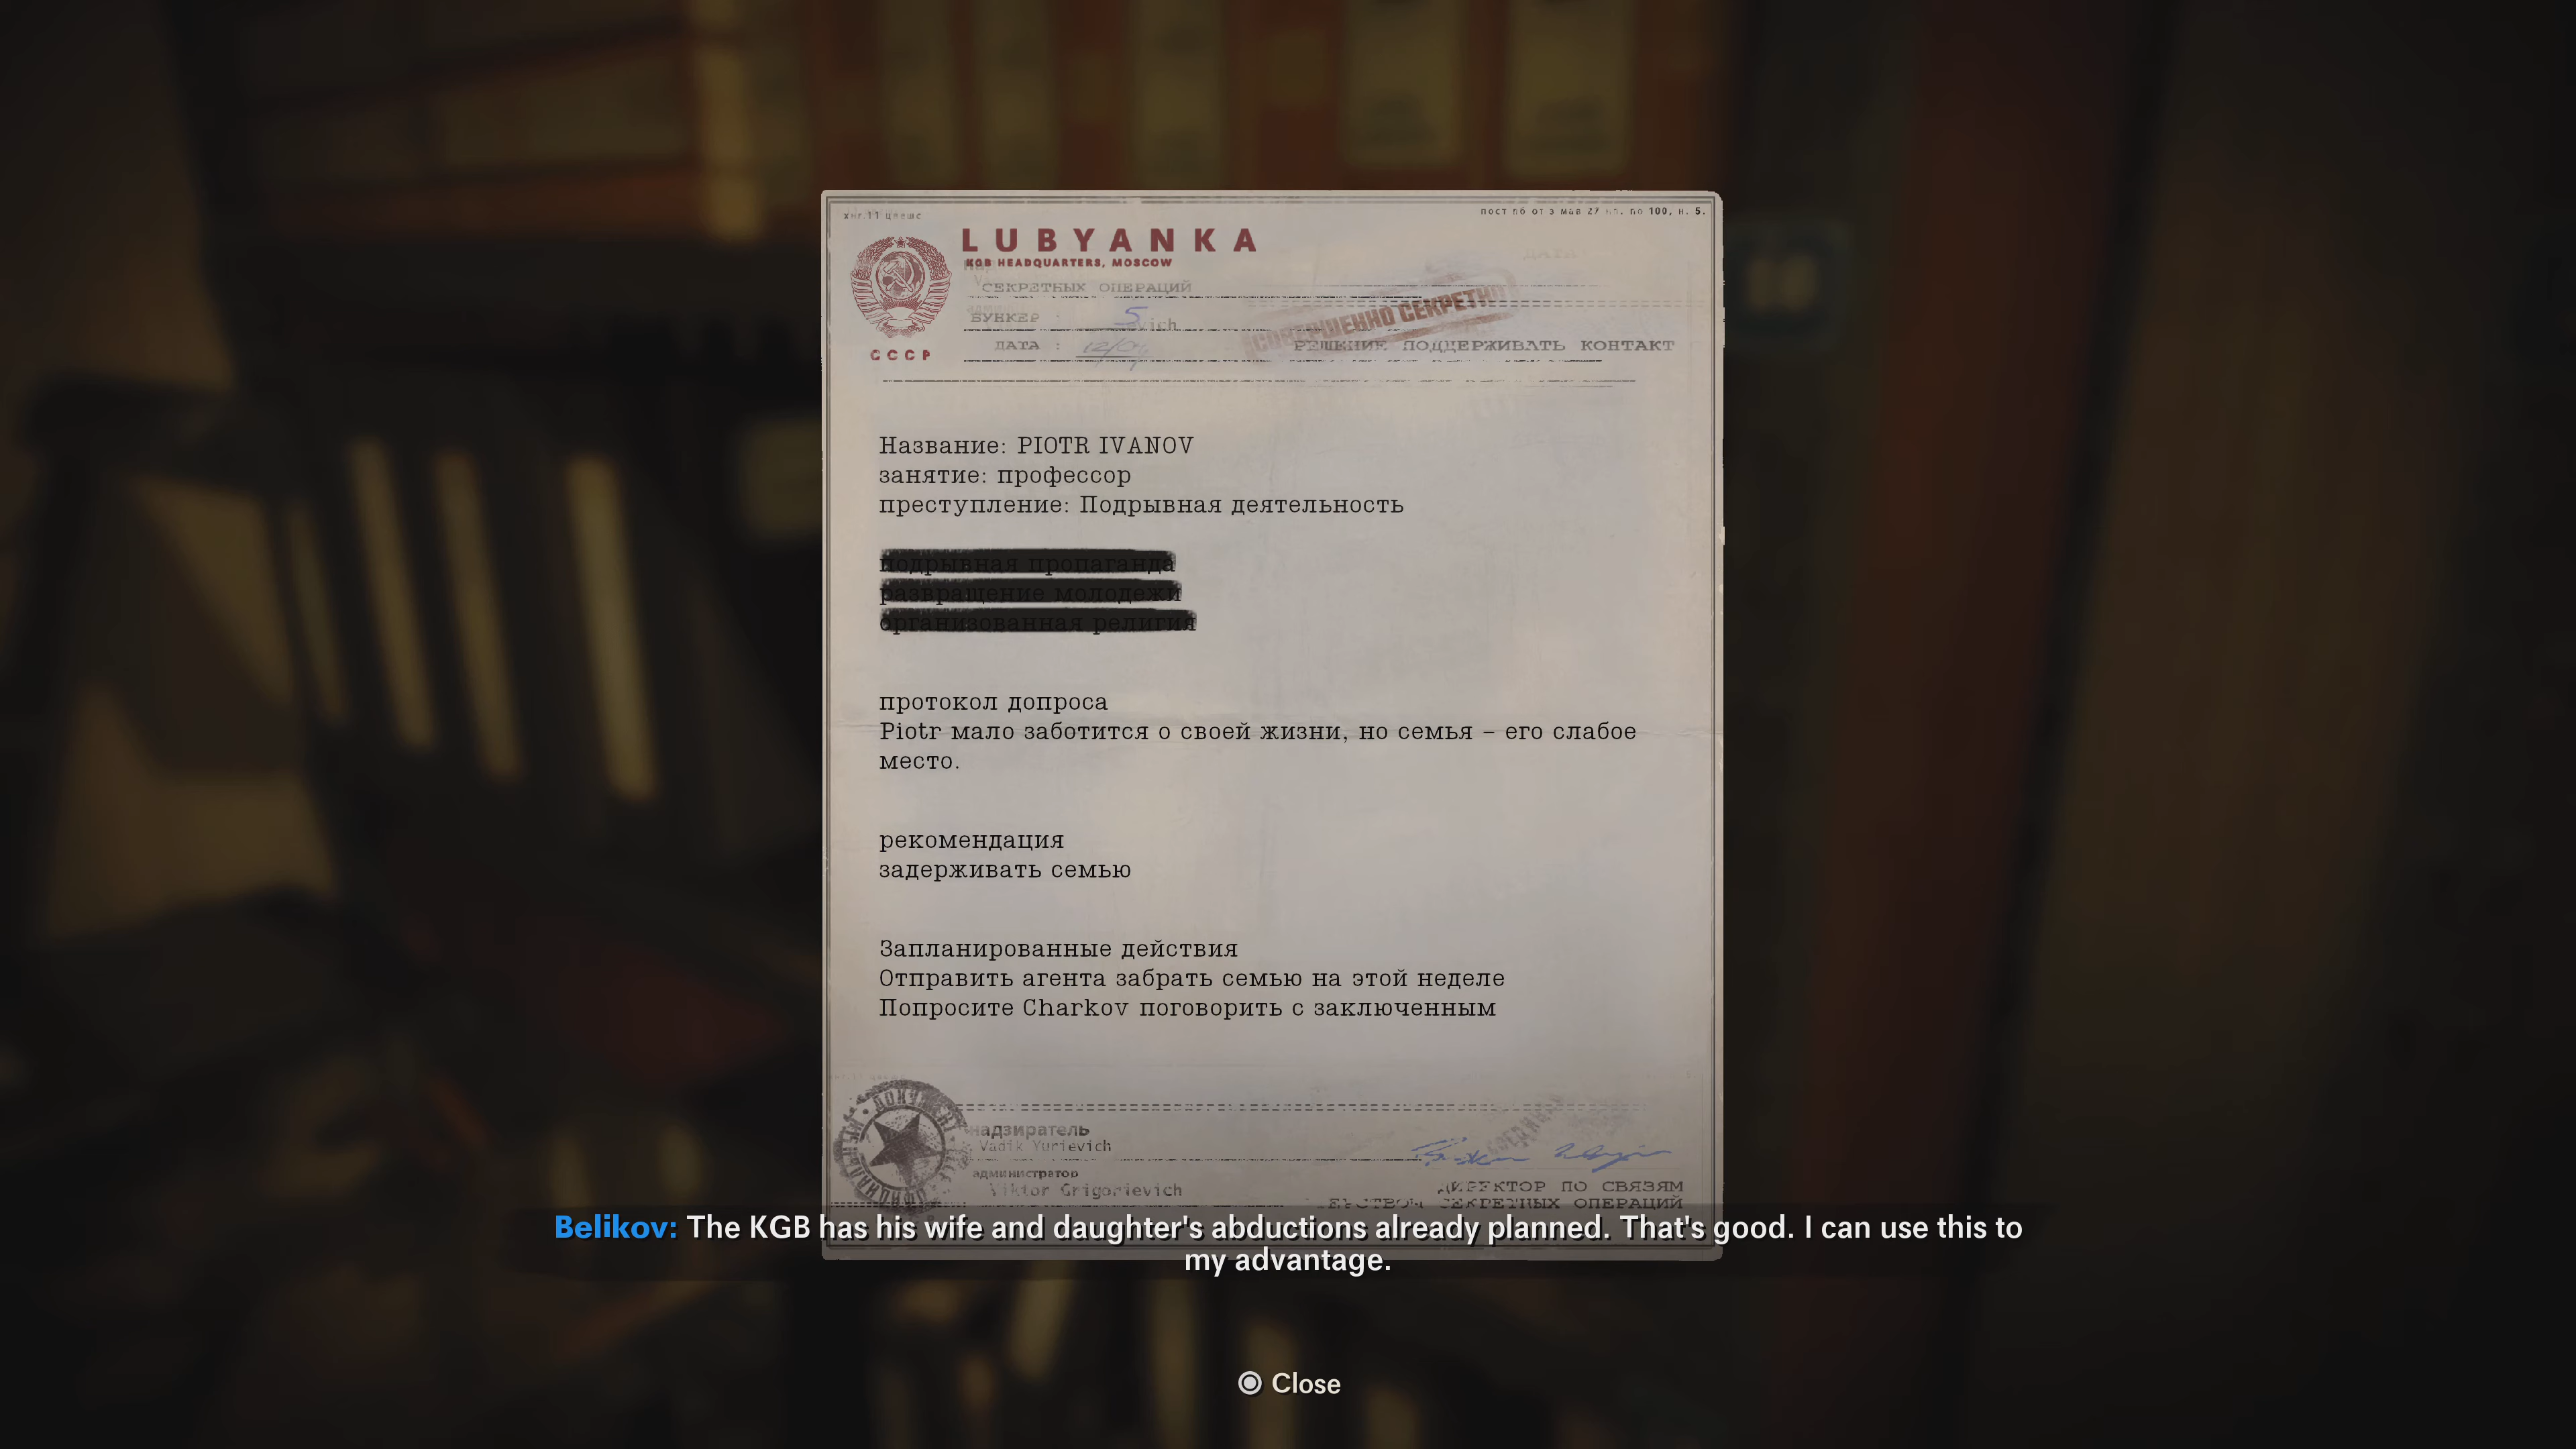 LUBYANKA
KGB HEADQUARTERS, MOSCOW
СЕКРЕТНЫХ ОПЕРАЦИЙ
БУНКЕР : 5
ДАТА :
СОВЕРШЕННО СЕКРЕТНО
РЕШЕНИЕ ПОДДЕРЖИВАТЬ КОНТАКТ
СССР
Название: PIOTR IVANOV
занятие: профессор
преступление: Подрывная деятельность
подрывная пропаганда
развращение молодежи
организованная религия
протокол допроса
Piotr мало заботится о своей жизни, но семья – его слабое
место.
рекомендация
задерживать семью
Запланированные действия
Отправить агента забрать семью на этой неделе
Попросите Charkov поговорить с заключенным
надзиратель
Vadik Yurievich
администратор
Viktor Grigorievich
ДИРЕКТОР ПО СВЯЗЯМ
СЕКРЕТНЫХ ОПЕРАЦИЙ
Belikov: The KGB has his wife and daughter's abductions already planned. That's good. I can use this to
my advantage.
Close